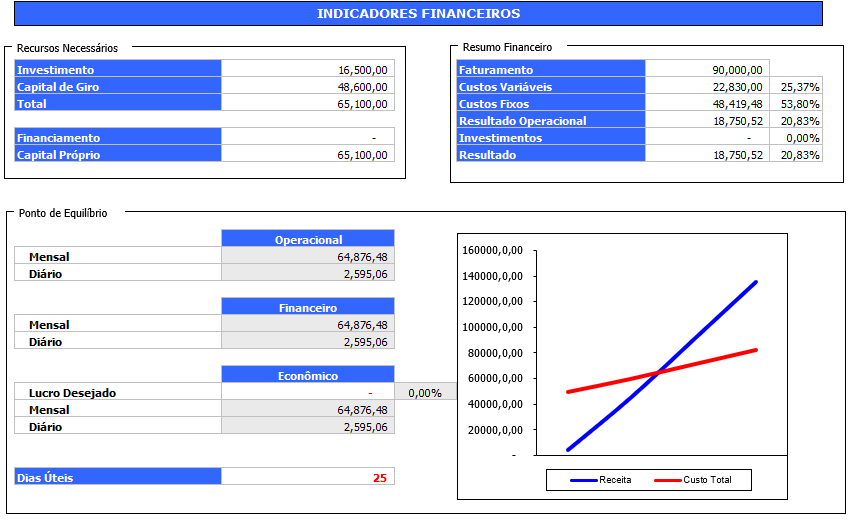 INDICADORES FINANCEIROS
Recursos Necessários
Investimento 16,500,00
Capital de Giro 48,600,00
Total 65,100,00
Financiamento -
Capital Próprio 65,100,00
Resumo Financeiro
Faturamento 90,000,00
Custos Variáveis 22,830,00 25,37%
Custos Fixos 48,419,48 53,80%
Resultado Operacional 18,750,52 20,83%
Investimentos - 0,00%
Resultado 18,750,52 20,83%
Ponto de Equilíbrio
Operacional
Mensal 64,876,48
Diário 2,595,06
Financeiro
Mensal 64,876,48
Diário 2,595,06
Econômico
Lucro Desejado - 0,00%
Mensal 64,876,48
Diário 2,595,06
Dias Úteis 25
160000,0,00
140000,0,00
120000,0,00
100000,0,00
80000,0,00
60000,0,00
40000,0,00
20000,0,00
-
Receita Custo Total